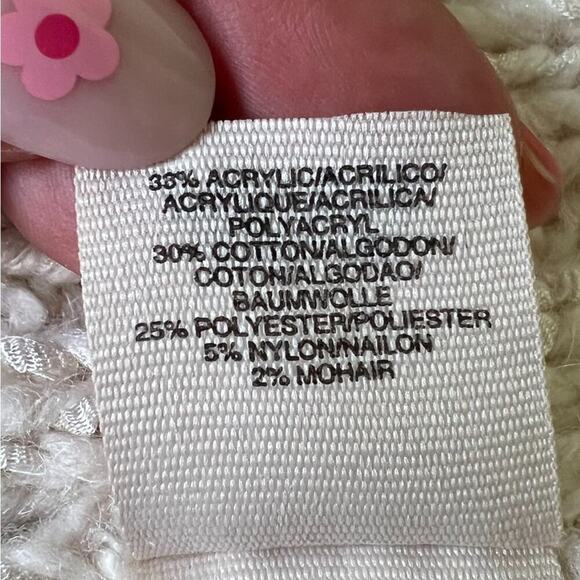 38% ACRYLIC/ACRILICO/
ACRYLIQUE/ACRILICA/
POLYACRYL
30% COTTON/ALGODON/
COTON/ALGODAO/
BAUMWOLLE
25% POLYESTER/POLIESTER
5% NYLON/NAILON
2% MOHAIR